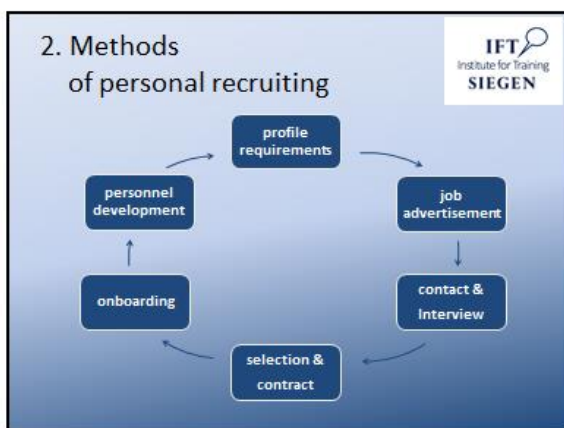 2. Methods
of personal recruiting
IFT
Institute for Training
SIEGEN
profile
requirements
job
advertisement
contact &
Interview
selection &
contract
onboarding
personnel
development